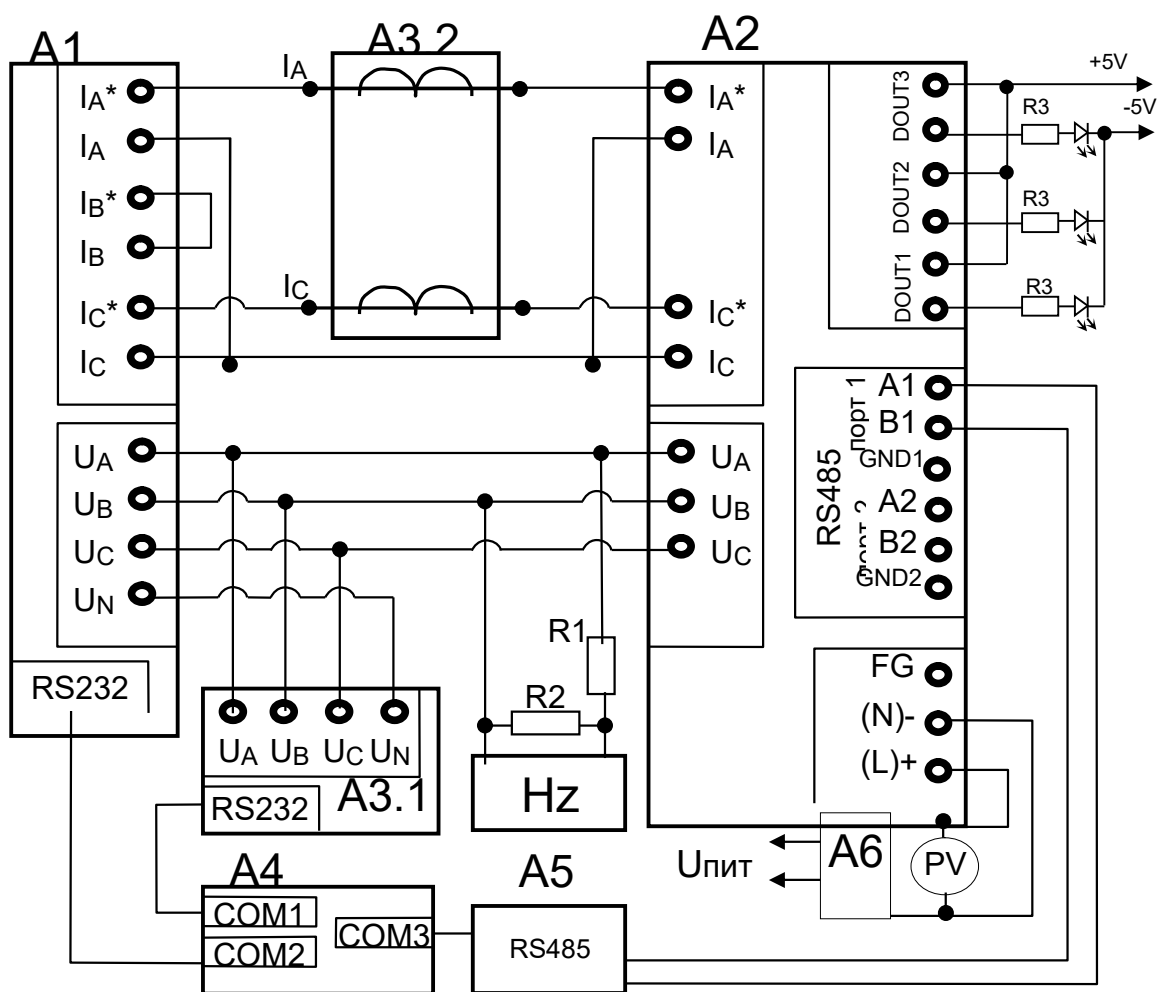 A1
IA*
IA
IB*
IB
IC*
IC
UA
UB
UC
UN
RS232
A3.2
IA
IC
A2
IA*
IA
IC*
IC
UA
UB
UC
DOUT3
DOUT2
DOUT1
+5V
-5V
R3
R3
R3
RS485
порт 1
порт 2
A1
B1
GND1
A2
B2
GND2
FG
(N)-
(L)+
R1
R2
Hz
UA UB UC UN
A3.1
RS232
Uпит
A6
PV
A4
COM1
COM2
COM3
A5
RS485